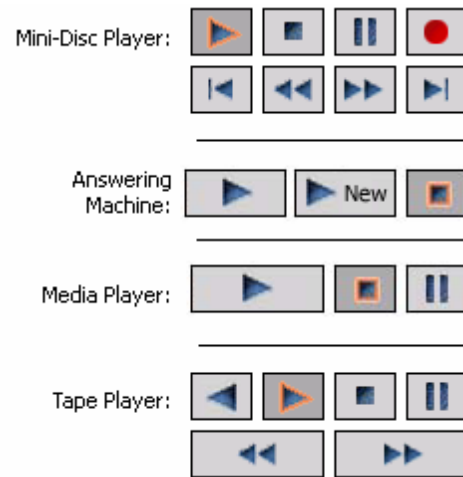 Mini-Disc Player:
Answering
Machine:
New
Media Player:
Tape Player: